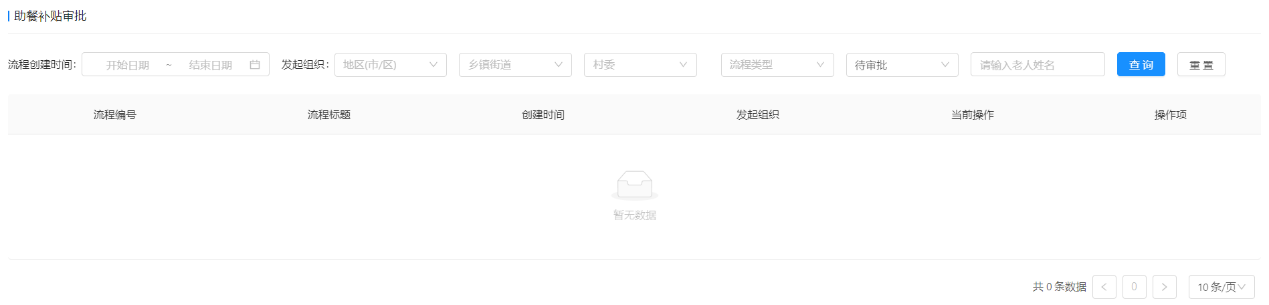 助餐补贴审批
流程创建时间: 开始日期 ~ 结束日期 发起组织: 地区(市/区) 乡镇街道 村委 流程类型 待审批 请输入老人姓名 查询 重置
流程编号 流程标题 创建时间 发起组织 当前操作 操作项
暂无数据
共 0 条数据 < 0 > 10 条/页